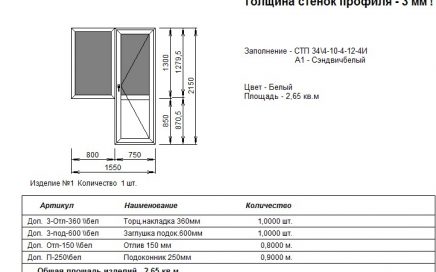 Толщина стенок профиля - 3 мм !
Заполнение - СТП 34\4-10-4-12-4И
А1 - Сэндвичбелый
Цвет - Белый
Площадь - 2,65 кв.м
1300
1279,5
2150
850
870,5
800
750
1550
Изделие №1 Количество 1 шт.
Артикул Наименование Количество
Доп. 3-Отп-360 \\бел Торц.накладка 360мм 1,0000 шт.
Доп. 3-под-600 \\бел Заглушка подок.600мм 1,0000 шт.
Доп. Отп-150 \\бел Отлив 150 мм 0,8000 м.
Доп. П-250\бел Подоконник 250мм 0,9000 м.
Общая площадь изделий 2,65 кв.м